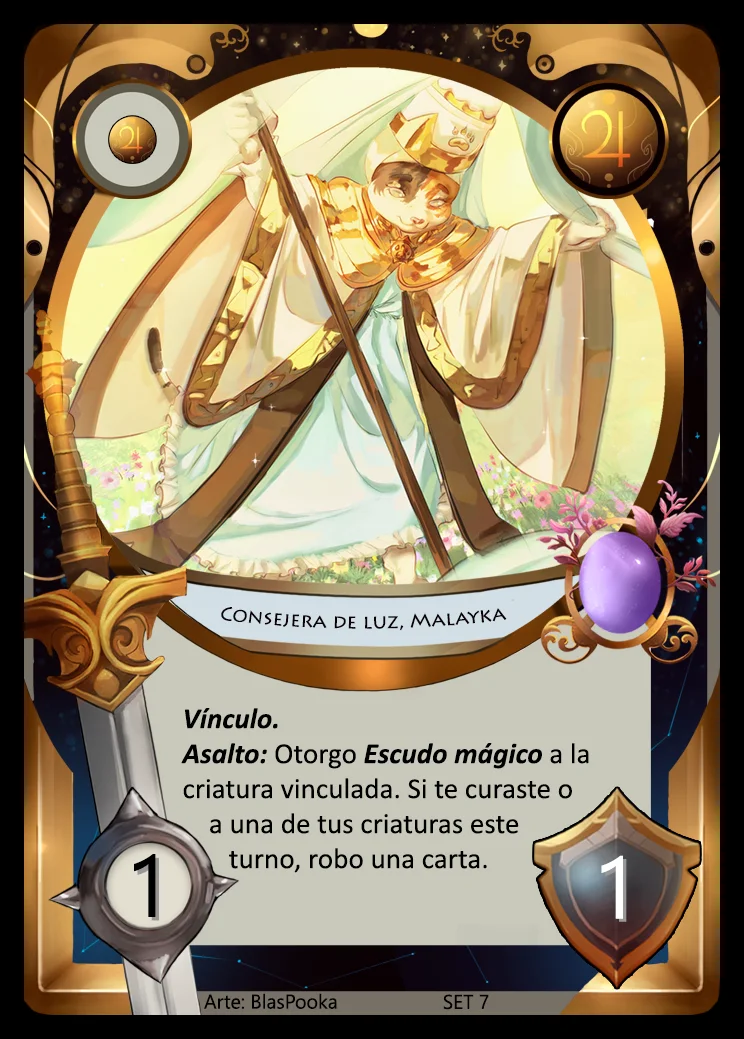 ♃
♃
Consejera de luz, Malayka
Vínculo.
Asalto: Otorgo Escudo mágico a la
criatura vinculada. Si te curaste o
a una de tus criaturas este
turno, robo una carta.
1
1
Arte: BlasPooka SET 7